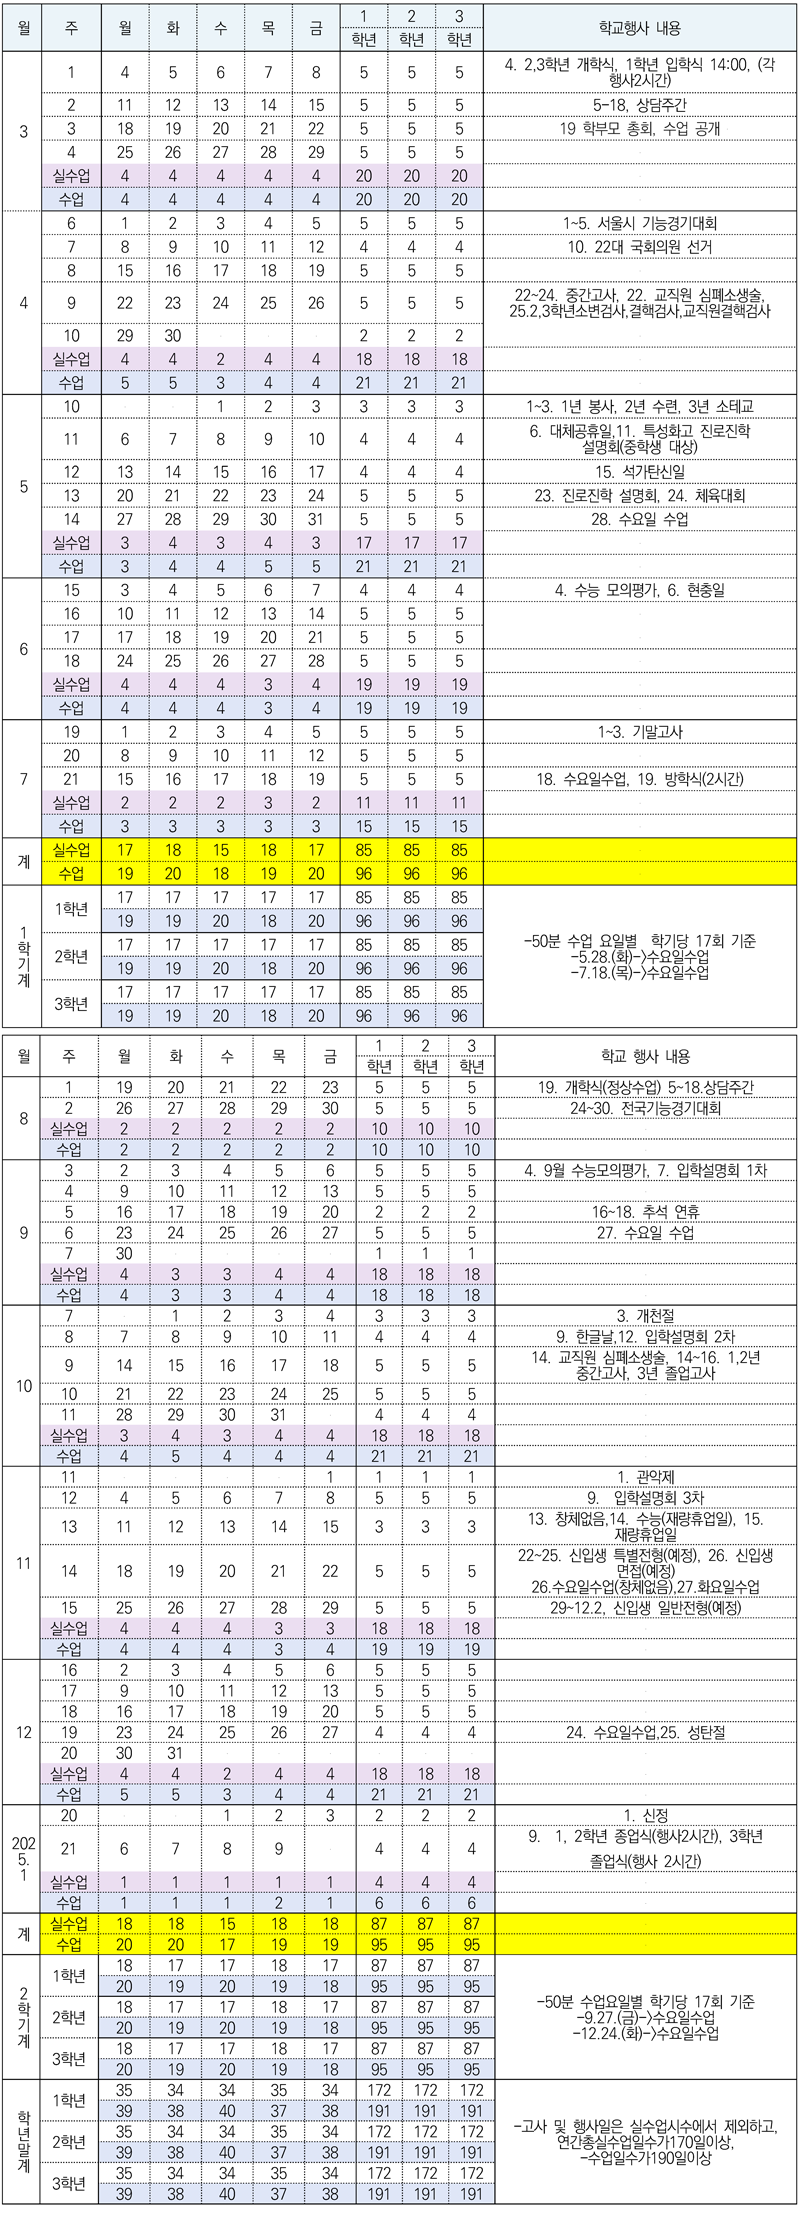 월 주 월 화 수 목 금 1 학년 2 학년 3 학년 학교행사 내용
3
1 4 5 6 7 8 5 5 5 4. 2,3학년 개학식, 1학년 입학식 14:00, (각
행사2시간)
2 11 12 13 14 15 5 5 5 5-18, 상담주간
3 18 19 20 21 22 5 5 5 19 학부모 총회, 수업 공개
4 25 26 27 28 29 5 5 5
실수업 4 4 4 4 4 20 20 20
수업 4 4 4 4 4 20 20 20
4
6 1 2 3 4 5 5 5 5 1~5. 서울시 기능경기대회
7 8 9 10 11 12 4 4 4 10. 22대 국회의원 선거
8 15 16 17 18 19 5 5 5
9 22 23 24 25 26 5 5 5 22~24. 중간고사, 22. 교직원 심폐소생술,
25.2,3학년소변검사,결핵검사,교직원결핵검사
10 29 30 2 2 2
실수업 4 4 2 4 4 18 18 18
수업 5 5 3 4 4 21 21 21
5
10 1 2 3 3 3 3 1~3. 1년 봉사, 2년 수련, 3년 소테교
11 6 7 8 9 10 4 4 4 6. 대체공휴일,11. 특성화고 진로진학
설명회(중학생 대상)
12 13 14 15 16 17 4 4 4 15. 석가탄신일
13 20 21 22 23 24 5 5 5 23. 진로진학 설명회, 24. 체육대회
14 27 28 29 30 31 5 5 5 28. 수요일 수업
실수업 3 4 3 4 3 17 17 17
수업 3 4 4 5 5 21 21 21
6
15 3 4 5 6 7 4 4 4 4. 수능 모의평가, 6. 현충일
16 10 11 12 13 14 5 5 5
17 17 18 19 20 21 5 5 5
18 24 25 26 27 28 5 5 5
실수업 4 4 4 3 4 19 19 19
수업 4 4 4 3 4 19 19 19
7
19 1 2 3 4 5 5 5 5 1~3. 기말고사
20 8 9 10 11 12 5 5 5
21 15 16 17 18 19 5 5 5 18. 수요일수업, 19. 방학식(2시간)
실수업 2 2 2 3 2 11 11 11
수업 3 3 3 3 3 15 15 15
계
실수업 17 18 15 18 17 85 85 85
수업 19 20 18 19 20 96 96 96
1학기계
1학년 17 17 17 17 17 85 85 85
19 19 20 18 20 96 96 96
2학년 17 17 17 17 17 85 85 85
19 19 20 18 20 96 96 96
3학년 17 17 17 17 17 85 85 85
19 19 20 18 20 96 96 96
-50분 수업 요일별 학기당 17회 기준
-5.28.(화)->수요일수업
-7.18.(목)->수요일수업
월 주 월 화 수 목 금 1 학년 2 학년 3 학년 학교 행사 내용
8
1 19 20 21 22 23 5 5 5 19. 개학식(정상수업) 5~18.상담주간
2 26 27 28 29 30 5 5 5 24~30. 전국기능경기대회
실수업 2 2 2 2 2 10 10 10
수업 2 2 2 2 2 10 10 10
9
3 2 3 4 5 6 5 5 5 4. 9월 수능모의평가, 7. 입학설명회 1차
4 9 10 11 12 13 5 5 5
5 16 17 18 19 20 2 2 2 16~18. 추석 연휴
6 23 24 25 26 27 5 5 5 27. 수요일 수업
7 30 1 1 1
실수업 4 3 3 4 4 18 18 18
수업 4 3 3 4 4 18 18 18
10
7 1 2 3 4 3 3 3 3. 개천절
8 7 8 9 10 11 4 4 4 9. 한글날,12. 입학설명회 2차
9 14 15 16 17 18 5 5 5 14. 교직원 심폐소생술, 14~16. 1,2년
중간고사, 3년 졸업고사
10 21 22 23 24 25 5 5 5
11 28 29 30 31 4 4 4
실수업 3 4 3 4 4 18 18 18
수업 4 5 4 4 4 21 21 21
11
11 1 1 1 1 1. 관악제
12 4 5 6 7 8 5 5 5 9. 입학설명회 3차
13 11 12 13 14 15 3 3 3 13. 창체없음,14. 수능(재량휴업일), 15.
재량휴업일
14 18 19 20 21 22 5 5 5 22~25. 신입생 특별전형(예정), 26. 신입생
면접(예정)
26.수요일수업(창체없음),27.화요일수업
15 25 26 27 28 29 5 5 5 29~12.2, 신입생 일반전형(예정)
실수업 4 4 4 3 3 18 18 18
수업 4 4 4 3 4 19 19 19
12
16 2 3 4 5 6 5 5 5
17 9 10 11 12 13 5 5 5
18 16 17 18 19 20 5 5 5
19 23 24 25 26 27 4 4 4 24. 수요일수업,25. 성탄절
20 30 31
실수업 4 4 2 4 4 18 18 18
수업 5 5 3 4 4 21 21 21
2025.1
20 1 2 3 2 2 2 1. 신정
21 6 7 8 9 4 4 4 9. 1, 2학년 종업식(행사2시간), 3학년
졸업식(행사 2시간)
실수업 1 1 1 1 1 4 4 4
수업 1 1 1 2 1 6 6 6
계
실수업 18 18 15 18 18 87 87 87
수업 20 20 17 19 19 95 95 95
2학기계
1학년 18 17 17 18 17 87 87 87
20 19 20 19 18 95 95 95
2학년 18 17 17 18 17 87 87 87
20 19 20 19 18 95 95 95
3학년 18 17 17 18 17 87 87 87
20 19 20 19 18 95 95 95
-50분 수업요일별 학기당 17회 기준
-9.27.(금)->수요일수업
-12.24.(화)->수요일수업
학년말계
1학년 35 34 34 35 34 172 172 172
39 38 40 37 38 191 191 191
2학년 35 34 34 35 34 172 172 172
39 38 40 37 38 191 191 191
3학년 35 34 34 35 34 172 172 172
39 38 40 37 38 191 191 191
-고사 및 행사일은 실수업시수에서 제외하고,
연간총실수업일수가170일이상,
-수업일수가190일이상